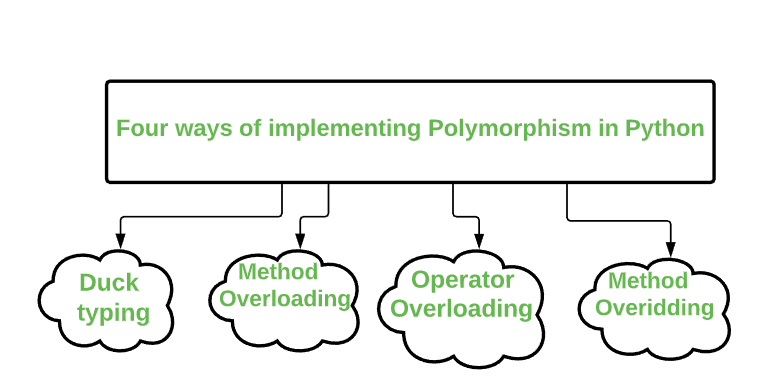 Four ways of implementing Polymorphism in Python
Duck
typing
Method
Overloading
Operator
Overloading
Method
Overidding